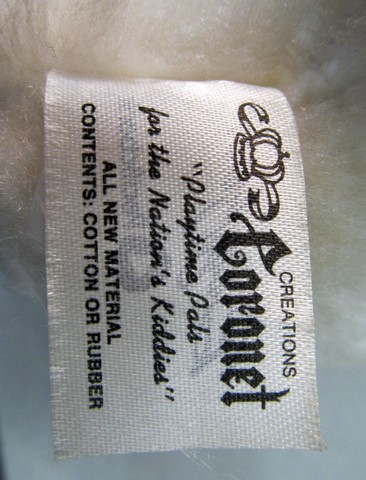 Coronet
CREATIONS
"Playtime Pals
for the Nation's Kiddies"
ALL NEW MATERIAL
CONTENTS: COTTON OR RUBBER